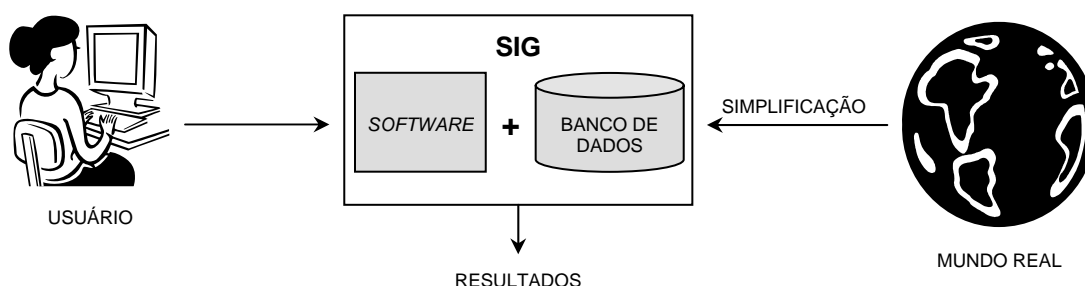 SIG
SOFTWARE
+
BANCO DE
DADOS
SIMPLIFICAÇÃO
USUÁRIO
MUNDO REAL
RESULTADOS